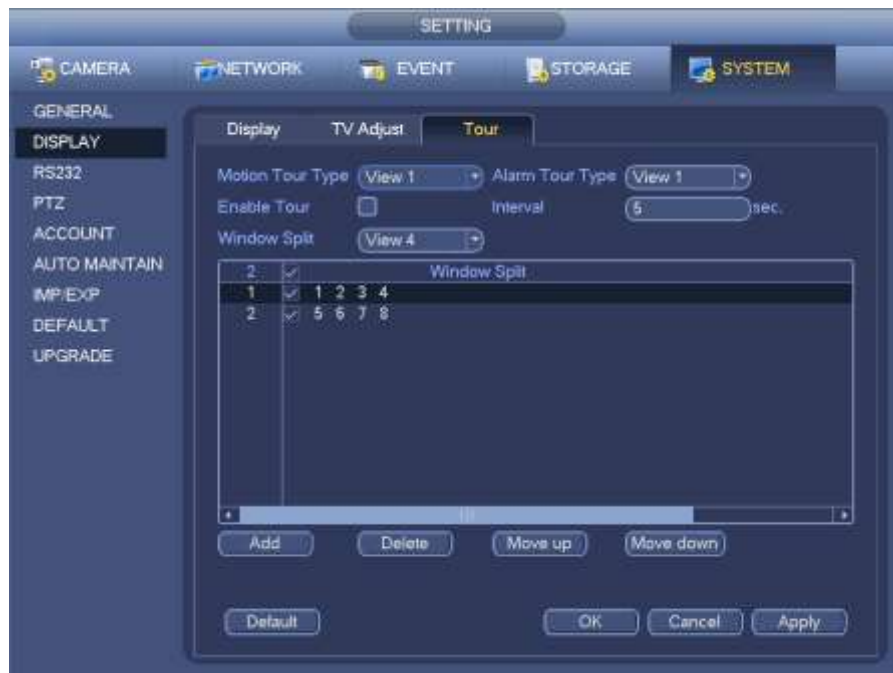 SETTING
CAMERA NETWORK EVENT STORAGE SYSTEM
GENERAL
DISPLAY
RS232
PTZ
ACCOUNT
AUTO MAINTAIN
IMP/EXP
DEFAULT
UPGRADE
Display TV Adjust Tour
Motion Tour Type View 1 Alarm Tour Type View 1
Enable Tour Interval 5 sec.
Window Split View 4
2 Window Split
1 1 2 3 4
2 5 6 7 8
Add Delete Move up Move down
Default OK Cancel Apply